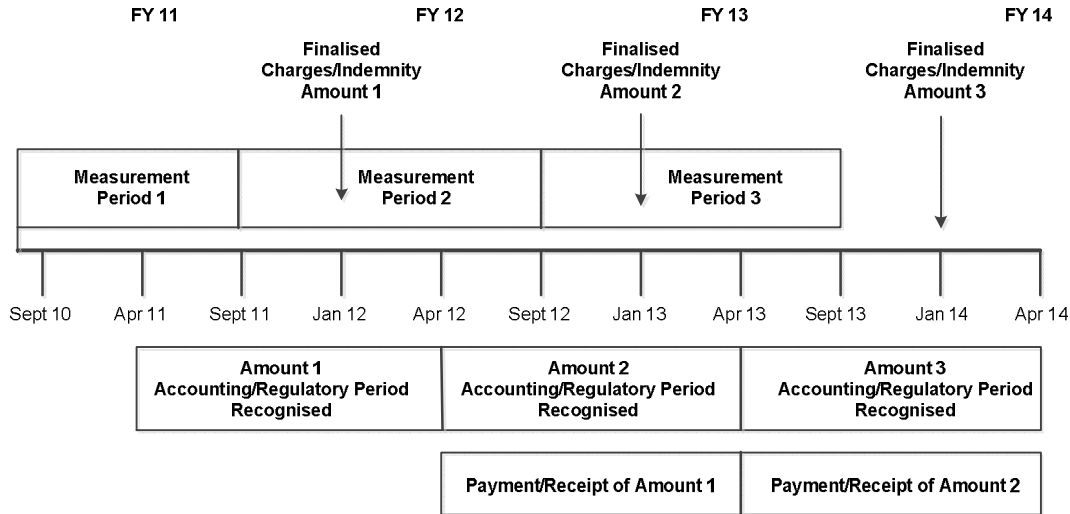 FY 11
FY 12
FY 13
FY 14
Finalised
Charges/Indemnity
Amount 1
Finalised
Charges/Indemnity
Amount 2
Finalised
Charges/Indemnity
Amount 3
Measurement
Period 1
Measurement
Period 2
Measurement
Period 3
Sept 10
Apr 11
Sept 11
Jan 12
Apr 12
Sept 12
Jan 13
Apr 13
Sept 13
Jan 14
Apr 14
Amount 1
Accounting/Regulatory Period
Recognised
Amount 2
Accounting/Regulatory Period
Recognised
Amount 3
Accounting/Regulatory Period
Recognised
Payment/Receipt of Amount 1
Payment/Receipt of Amount 2